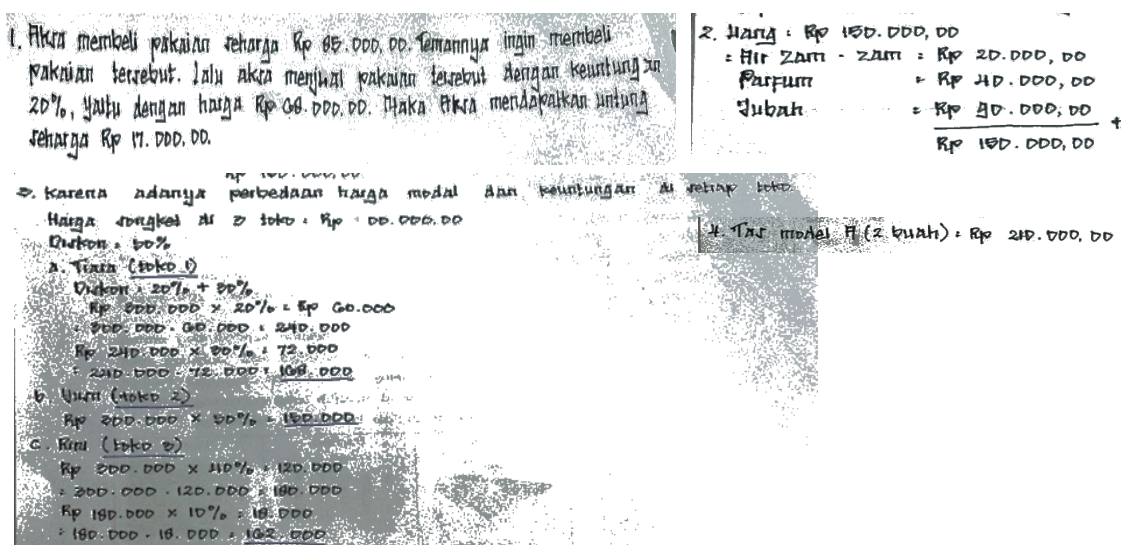 1. Akra membeli pakaian seharga Rp 85.000,00. Temannya ingin membeli
pakaian tersebut. Lalu akra menjual pakaian tersebut dengan keuntungan
20%, yaitu dengan harga Rp 68.000,00. Maka Akra mendapatkan untung
seharga Rp 17.000,00.
2. Uang : Rp 150.000,00
: Air zam - zam : Rp 20.000,00
Parfum = Rp 40.000,00
Jubah = Rp 90.000,00 +
Rp 150.000,00
3. Karena adanya perbedaan harga modal dan keuntungan di setiap toko.
Harga songket di 3 toko : Rp
Diskon = 50%
a. Tiara (toko 1)
Diskon : 20% + 30%
Rp 300.000 x 20% = Rp 60.000
: 300.000 - 60.000 : 240.000
Rp 240.000 x 30% : 72.000
: 240.000 - 72.000 : 168.000
b. (toko 2)
Rp 300.000 x 50% = 150.000
c. Rini (toko 3)
Rp 300.000 x 40% : 120.000
: 300.000 - 120.000 : 180.000
Rp 180.000 x 10% : 18.000
: 180.000 - 18.000 : 162.000
4. Tas model A (2 buah) : Rp 240.000,00